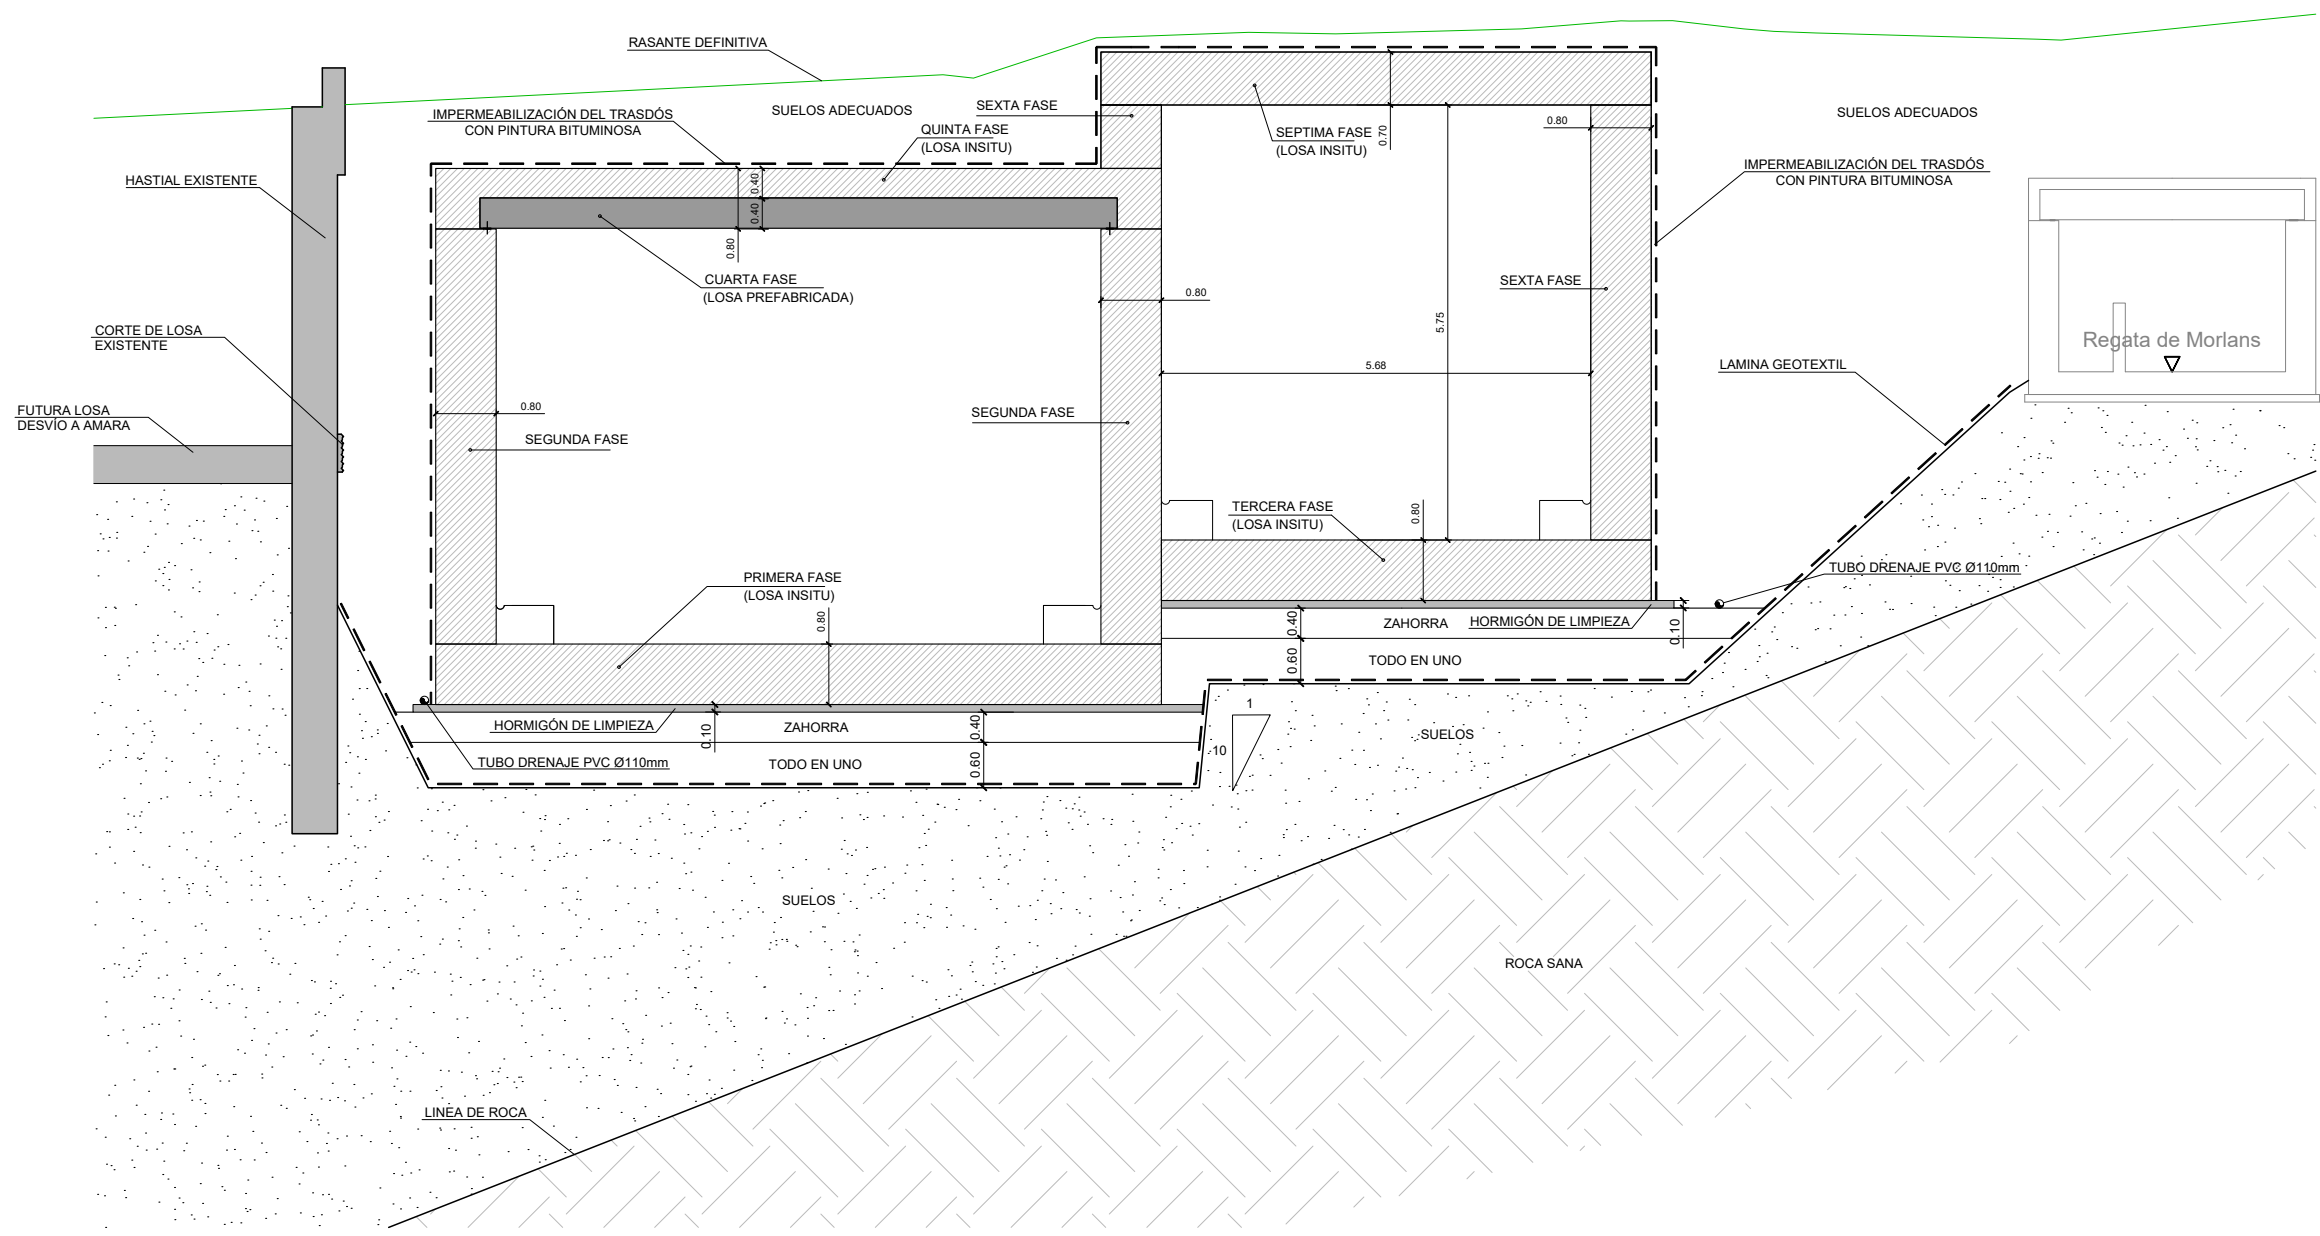 RASANTE DEFINITIVA
IMPERMEABILIZACIÓN DEL TRASDÓS
CON PINTURA BITUMINOSA
SUELOS ADECUADOS
SEXTA FASE
QUINTA FASE
(LOSA INSITU)
SEPTIMA FASE
(LOSA INSITU)
0.70
0.80
SUELOS ADECUADOS
IMPERMEABILIZACIÓN DEL TRASDÓS
CON PINTURA BITUMINOSA
HASTIAL EXISTENTE
0.40
0.40
0.80
CUARTA FASE
(LOSA PREFABRICADA)
0.80
SEXTA FASE
5.75
5.68
CORTE DE LOSA
EXISTENTE
Regata de Morlans
LAMINA GEOTEXTIL
FUTURA LOSA
DESVÍO A AMARA
0.80
SEGUNDA FASE
SEGUNDA FASE
TERCERA FASE
(LOSA INSITU)
0.80
PRIMERA FASE
(LOSA INSITU)
0.80
TUBO DRENAJE PVC Ø110mm
0.40
ZAHORRA
HORMIGÓN DE LIMPIEZA
0.10
0.60
TODO EN UNO
HORMIGÓN DE LIMPIEZA
0.10
ZAHORRA
0.40
1
10
SUELOS
TUBO DRENAJE PVC Ø110mm
TODO EN UNO
0.60
SUELOS
ROCA SANA
LINEA DE ROCA